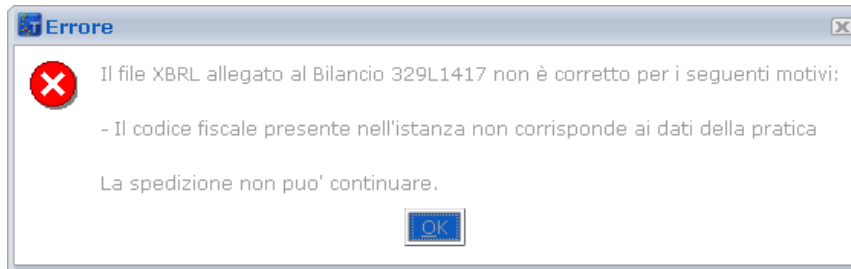 Errore
Il file XBRL allegato al Bilancio 329L1417 non è corretto per i seguenti motivi:
- Il codice fiscale presente nell'istanza non corrisponde ai dati della pratica
La spedizione non puo' continuare.
OK